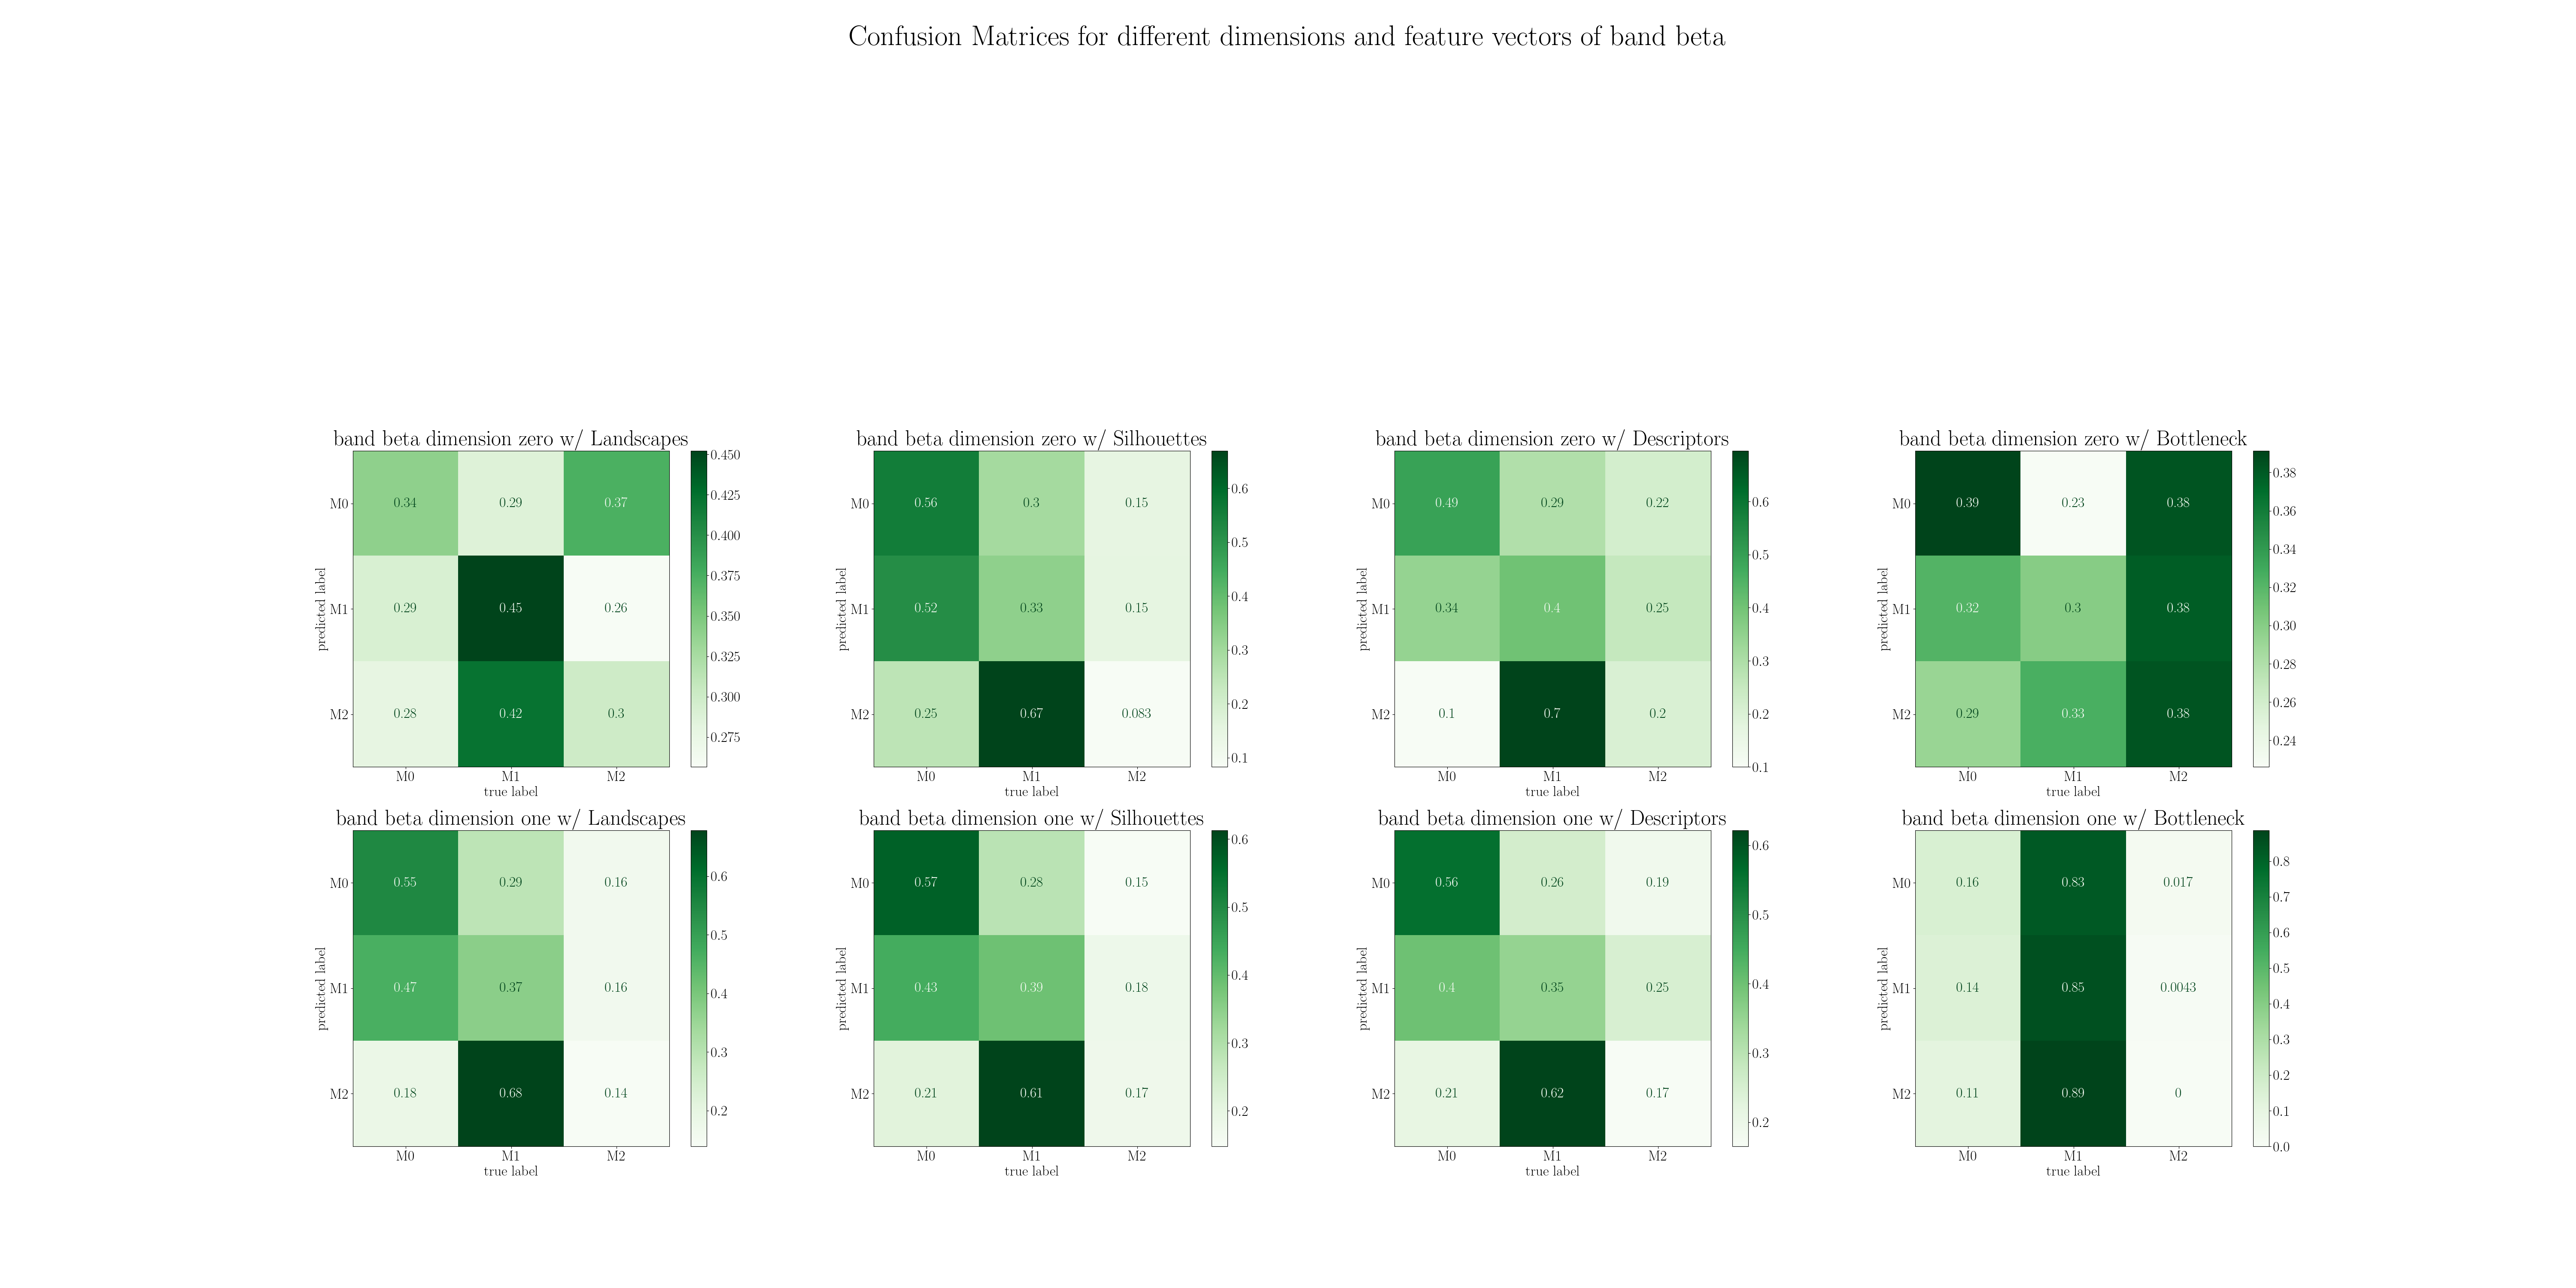 Confusion Matrices for different dimensions and feature vectors of band beta
band beta dimension zero w/ Landscapes
predicted label
M0 0.34 0.29 0.37
M1 0.29 0.45 0.26
M2 0.28 0.42 0.3
M0 M1 M2
true label
0.450
0.425
0.400
0.375
0.350
0.325
0.300
0.275
band beta dimension zero w/ Silhouettes
predicted label
M0 0.56 0.3 0.15
M1 0.52 0.33 0.15
M2 0.25 0.67 0.083
M0 M1 M2
true label
0.6
0.5
0.4
0.3
0.2
0.1
band beta dimension zero w/ Descriptors
predicted label
M0 0.49 0.29 0.22
M1 0.34 0.4 0.25
M2 0.1 0.7 0.2
M0 M1 M2
true label
0.6
0.5
0.4
0.3
0.2
0.1
band beta dimension zero w/ Bottleneck
predicted label
M0 0.39 0.23 0.38
M1 0.32 0.3 0.38
M2 0.29 0.33 0.38
M0 M1 M2
true label
0.38
0.36
0.34
0.32
0.30
0.28
0.26
0.24
band beta dimension one w/ Landscapes
predicted label
M0 0.55 0.29 0.16
M1 0.47 0.37 0.16
M2 0.18 0.68 0.14
M0 M1 M2
true label
0.6
0.5
0.4
0.3
0.2
band beta dimension one w/ Silhouettes
predicted label
M0 0.57 0.28 0.15
M1 0.43 0.39 0.18
M2 0.21 0.61 0.17
M0 M1 M2
true label
0.6
0.5
0.4
0.3
0.2
band beta dimension one w/ Descriptors
predicted label
M0 0.56 0.26 0.19
M1 0.4 0.35 0.25
M2 0.21 0.62 0.17
M0 M1 M2
true label
0.6
0.5
0.4
0.3
0.2
band beta dimension one w/ Bottleneck
predicted label
M0 0.16 0.83 0.017
M1 0.14 0.85 0.0043
M2 0.11 0.89 0
M0 M1 M2
true label
0.8
0.7
0.6
0.5
0.4
0.3
0.2
0.1
0.0